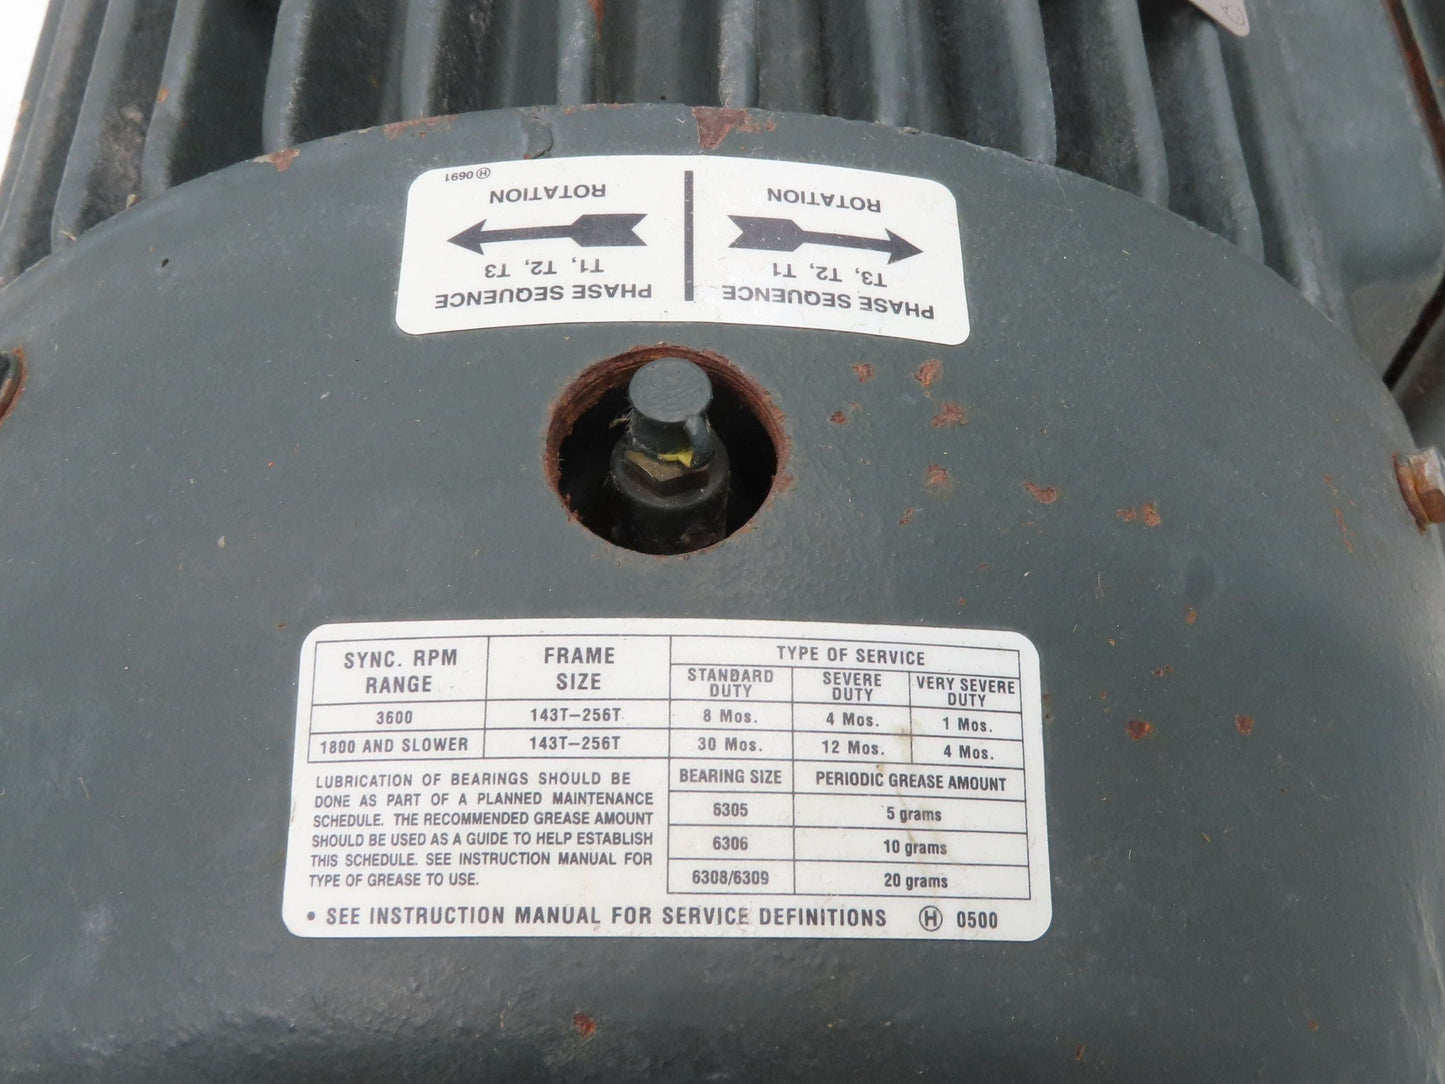 PHASE SEQUENCE
T1, T2, T3
ROTATION
PHASE SEQUENCE
T3, T2, T1
ROTATION
Ⓗ 0691
SYNC. RPM RANGE
FRAME SIZE
TYPE OF SERVICE
STANDARD DUTY
SEVERE DUTY
VERY SEVERE DUTY
3600 143T-256T 8 Mos. 4 Mos. 1 Mos.
1800 AND SLOWER 143T-256T 30 Mos. 12 Mos. 4 Mos.
LUBRICATION OF BEARINGS SHOULD BE
DONE AS PART OF A PLANNED MAINTENANCE
SCHEDULE. THE RECOMMENDED GREASE AMOUNT
SHOULD BE USED AS A GUIDE TO HELP ESTABLISH
THIS SCHEDULE. SEE INSTRUCTION MANUAL FOR
TYPE OF GREASE TO USE.
BEARING SIZE PERIODIC GREASE AMOUNT
6305 5 grams
6306 10 grams
6308/6309 20 grams
• SEE INSTRUCTION MANUAL FOR SERVICE DEFINITIONS Ⓗ 0500